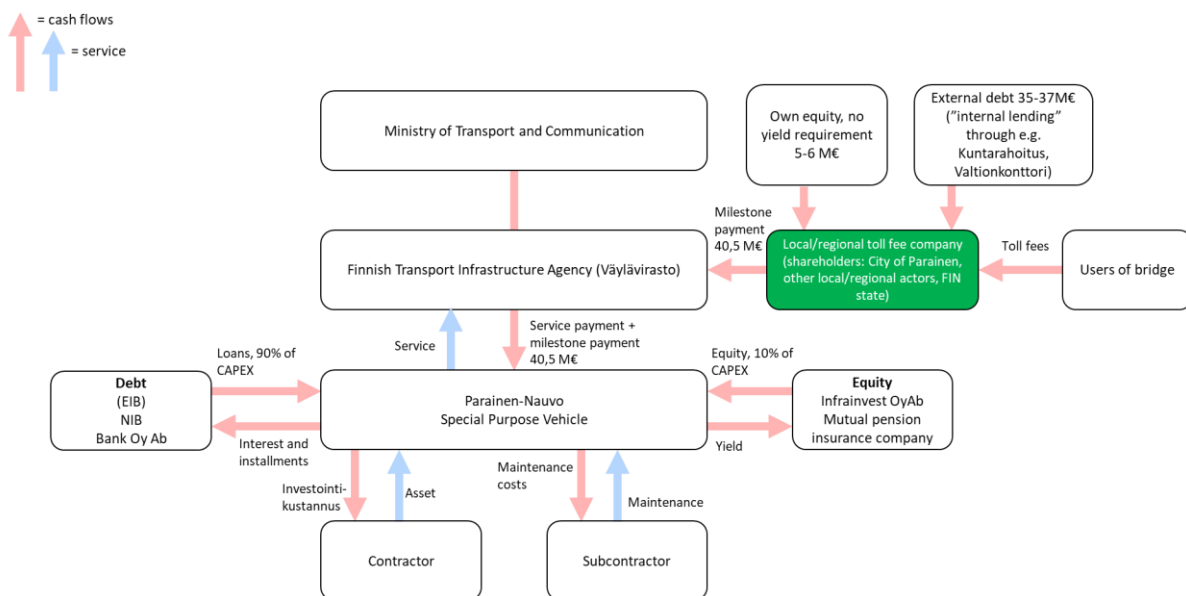 = cash flows
= service
Ministry of Transport and Communication
Own equity, no
yield requirement
5-6 M€
External debt 35-37M€
("internal lending"
through e.g.
Kuntarahoitus,
Valtionkonttori)
Milestone
payment
40,5 M€
Finnish Transport Infrastructure Agency (Väylävirasto)
Local/regional toll fee company
(shareholders: City of Parainen,
other local/regional actors, FIN
state)
Toll fees
Users of bridge
Service
Service payment +
milestone payment
40,5 M€
Loans, 90% of
CAPEX
Equity, 10% of
CAPEX
Debt
(EIB)
NIB
Bank Oy Ab
Parainen-Nauvo
Special Purpose Vehicle
Equity
Infrainvest OyAb
Mutual pension
insurance company
Interest and
installments
Yield
Investointi-
kustannus
Asset
Maintenance
costs
Maintenance
Contractor
Subcontractor